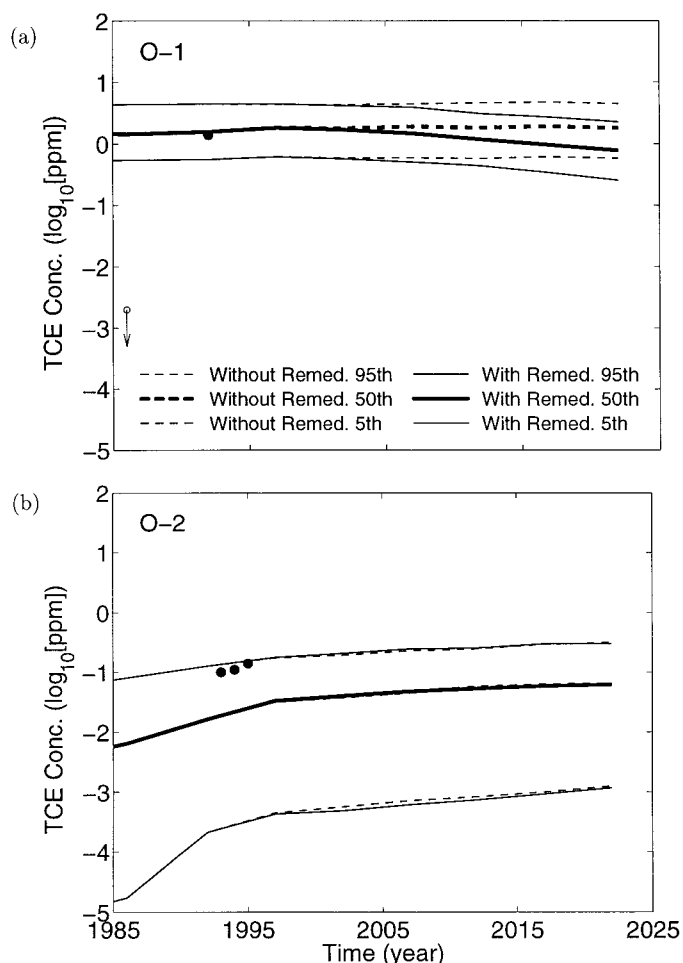 (a)
O-1
2
1
0
-1
-2
-3
-4
-5
TCE Conc. (log10[ppm])
Without Remed. 95th
With Remed. 95th
Without Remed. 50th
With Remed. 50th
Without Remed. 5th
With Remed. 5th
(b)
O-2
2
1
0
-1
-2
-3
-4
-5
TCE Conc. (log10[ppm])
1985 1995 2005 2015 2025
Time (year)